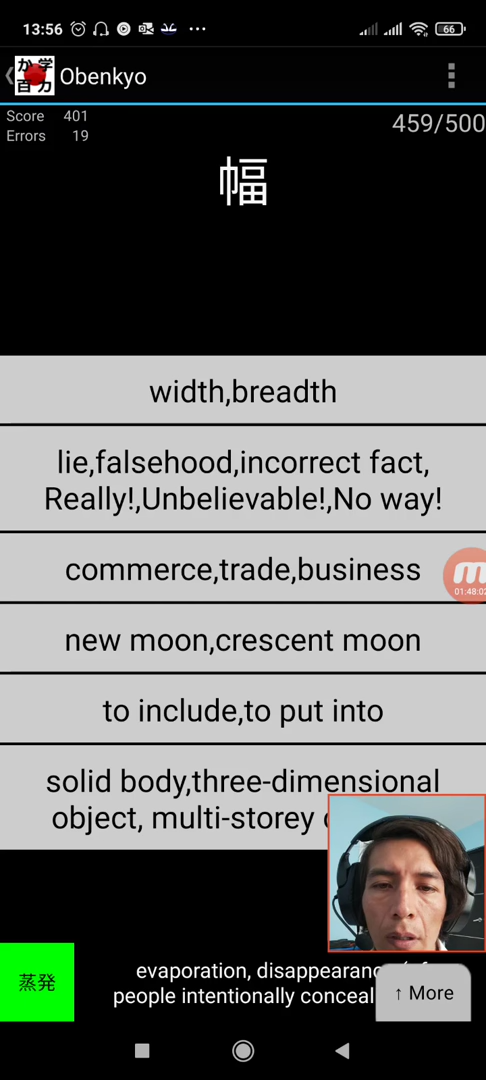 13:56
66
Obenkyo
Score 401
Errors 19
459/500
幅
width,breadth
lie,falsehood,incorrect fact,
Really!,Unbelievable!,No way!
commerce,trade,business
01:48:02
new moon,crescent moon
to include,to put into
solid body,three-dimensional
object, multi-storey
蒸発
evaporation, disappearance
people intentionally conceal
↑ More